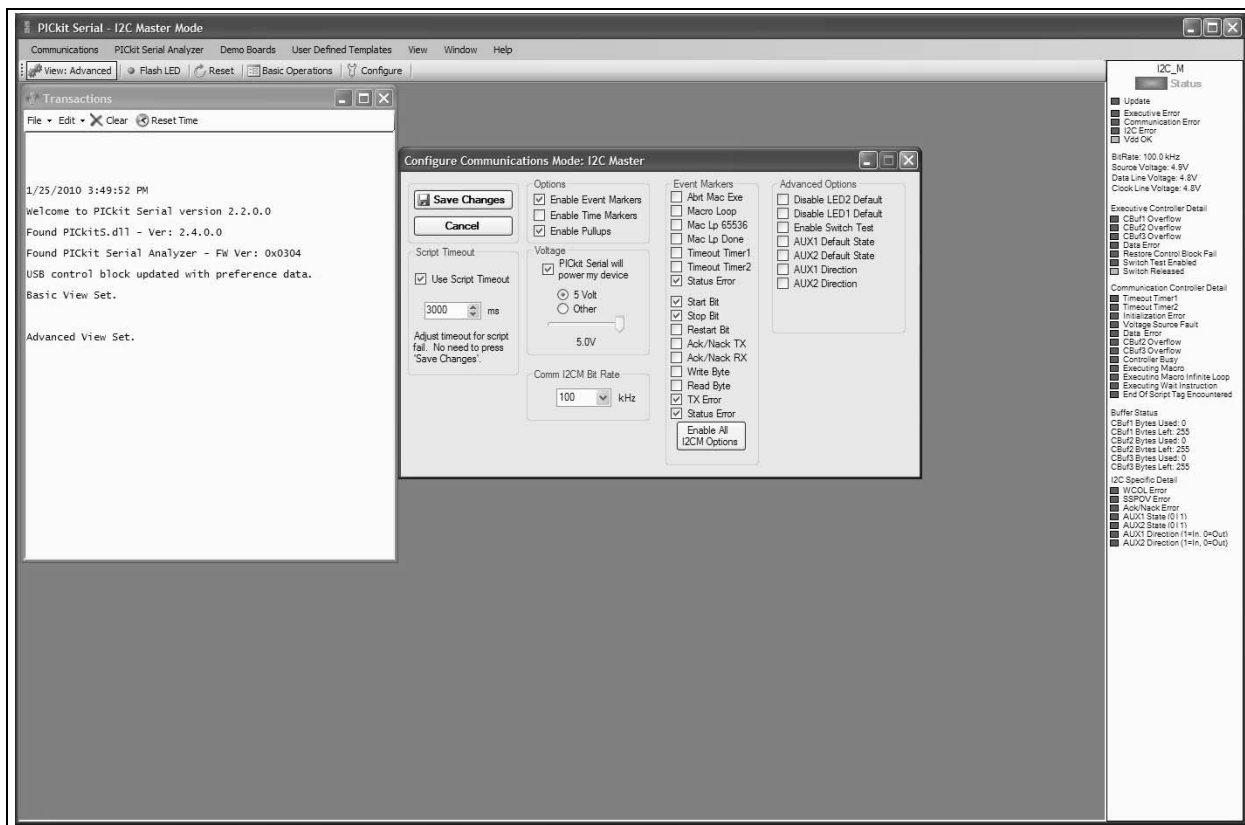 PICkit Serial - I2C Master Mode
Communications PICkit Serial Analyzer Demo Boards User Defined Templates View Window Help
View: Advanced Flash LED Reset Basic Operations Configure
Transactions
File Edit Clear Reset Time
1/25/2010 3:49:52 PM
Welcome to PICkit Serial version 2.2.0.0
Found PICkitS.dll - Ver: 2.4.0.0
Found PICkit Serial Analyzer - FW Ver: 0x0304
USB control block updated with preference data.
Basic View Set.
Advanced View Set.
Configure Communications Mode: I2C Master
Save Changes
Cancel
Script Timeout
Use Script Timeout
3000 ms
Adjust timeout for script
fail. No need to press
'Save Changes'.
Options
Enable Event Markers
Enable Time Markers
Enable Pullups
Voltage
PICkit Serial will
power my device
5 Volt
Other
5.0V
Comm I2CM Bit Rate
100 kHz
Event Markers
Abrt Mac Exe
Macro Loop
Mac Lp 65536
Mac Lp Done
Timeout Timer1
Timeout Timer2
Status Error
Start Bit
Stop Bit
Restart Bit
Ack/Nack TX
Ack/Nack RX
Write Byte
Read Byte
TX Error
Status Error
Enable All
I2CM Options
Advanced Options
Disable LED2 Default
Disable LED1 Default
Enable Switch Test
AUX1 Default State
AUX2 Default State
AUX1 Direction
AUX2 Direction
I2C_M
Status
Update
Executive Error
Communication Error
I2C Error
Vdd OK
BitRate: 100.0 kHz
Source Voltage: 4.9V
Data Line Voltage: 4.8V
Clock Line Voltage: 4.8V
Executive Controller Detail
CBuf1 Overflow
CBuf2 Overflow
CBuf3 Overflow
Data Error
Restore Control Block Fail
Switch Test Enabled
Switch Released
Communication Controller Detail
Timeout Timer1
Timeout Timer2
Initialization Error
Voltage Source Fault
Data Error
CBuf2 Overflow
CBuf3 Overflow
Controller Busy
Executing Macro
Executing Macro Infinite Loop
Executing Wait Instruction
End Of Script Tag Encountered
Buffer Status
CBuf1 Bytes Used: 0
CBuf1 Bytes Left: 255
CBuf2 Bytes Used: 0
CBuf2 Bytes Left: 255
CBuf3 Bytes Used: 0
CBuf3 Bytes Left: 255
I2C Specific Detail
WCOL Error
SSPOV Error
Ack/Nack Error
AUX1 State (0|1)
AUX2 State (0|1)
AUX1 Direction (1=In, 0=Out)
AUX2 Direction (1=In, 0=Out)